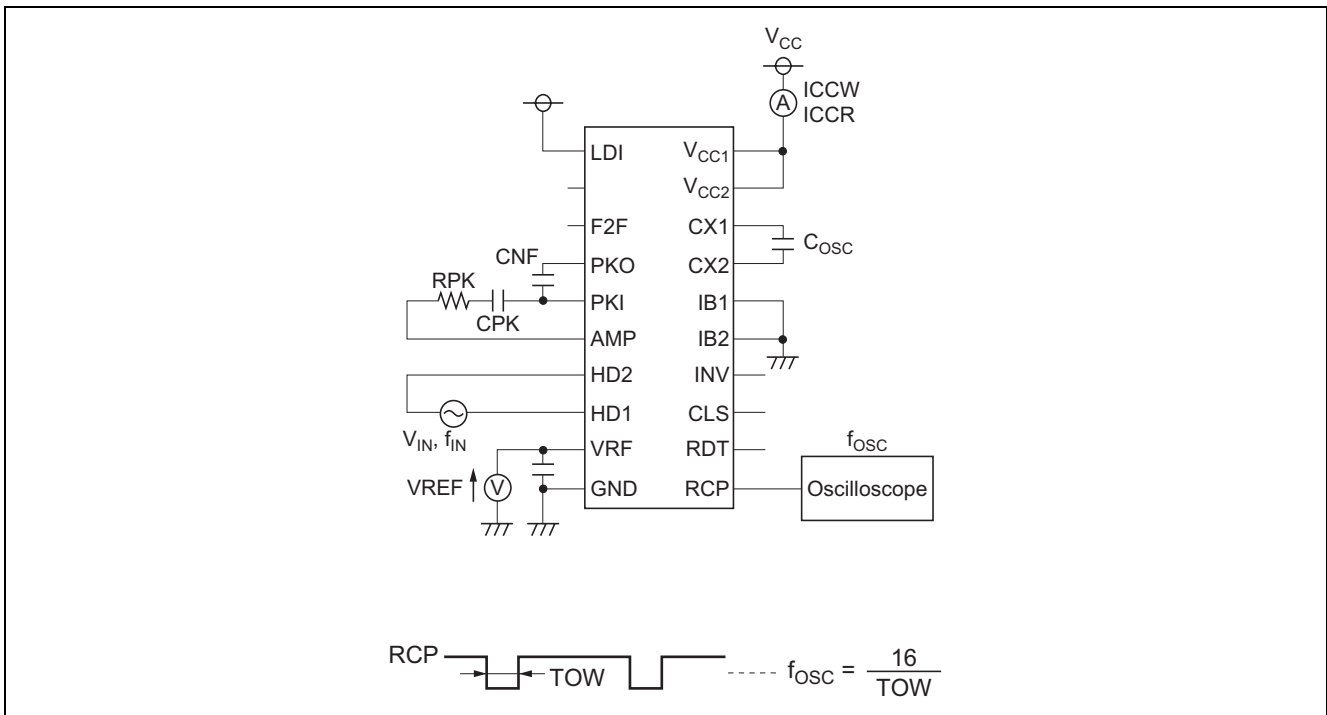 V_CC
A
ICCW
ICCR
LDI
V_CC1
V_CC2
F2F
CX1
C_OSC
CNF
PKO
CX2
RPK
CPK
PKI
IB1
AMP
IB2
HD2
INV
HD1
CLS
V_IN, f_IN
VRF
RDT
f_OSC
VREF
V
GND
RCP
Oscilloscope
RCP
TOW
f_OSC = 16 / TOW